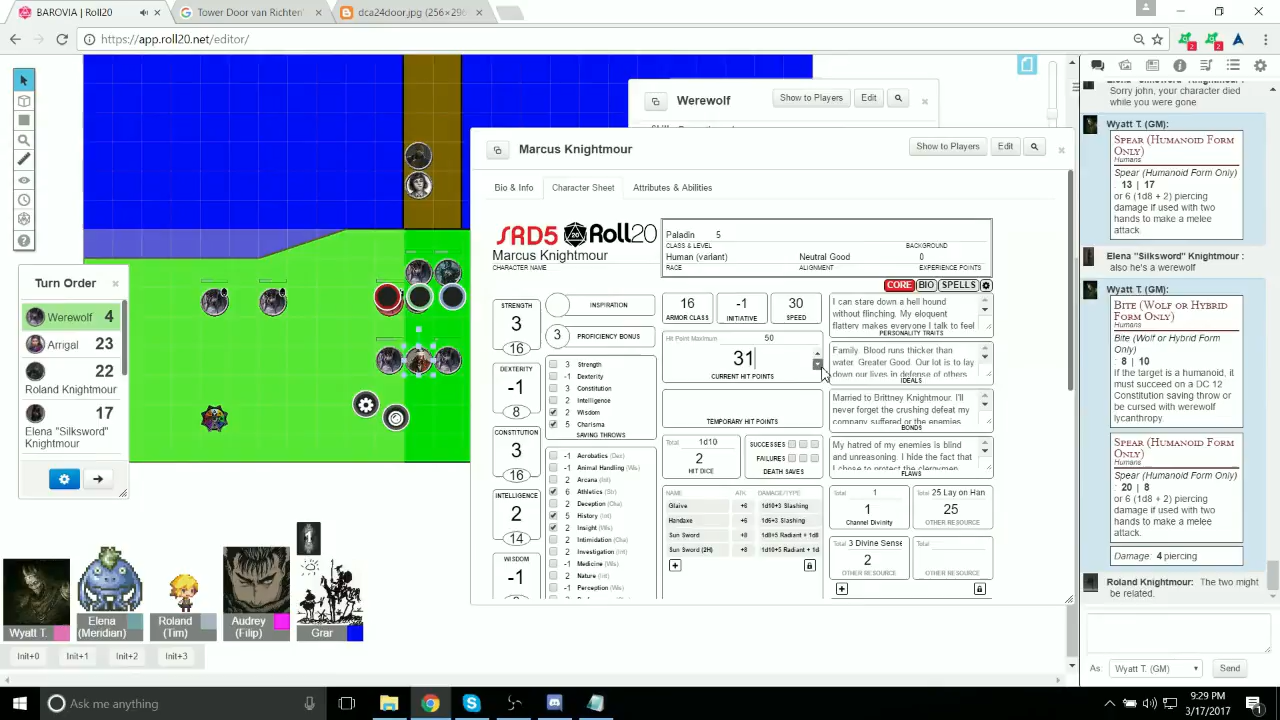 BAROVIA | Roll20
Tower Door van Richten'
dca24door.jpg (256×296
https://app.roll20.net/editor/
Werewolf
Show to Players
Edit
Marcus Knightmour
Show to Players
Edit
Bio & Info
Character Sheet
Attributes & Abilities
SRD5 Roll20
Marcus Knightmour
CHARACTER NAME
Paladin 5
CLASS & LEVEL
BACKGROUND
Human (variant)
Neutral Good
0
RACE
ALIGNMENT
EXPERIENCE POINTS
CORE
BIO
SPELLS
STRENGTH
3
16
DEXTERITY
-1
8
CONSTITUTION
3
16
INTELLIGENCE
2
14
WISDOM
-1
INSPIRATION
3
PROFICIENCY BONUS
3 Strength
-1 Dexterity
3 Constitution
2 Intelligence
2 Wisdom
5 Charisma
SAVING THROWS
-1 Acrobatics (Dex)
-1 Animal Handling (Wis)
2 Arcana (Int)
6 Athletics (Str)
2 Deception (Cha)
5 History (Int)
2 Insight (Wis)
2 Intimidation (Cha)
2 Investigation (Int)
-1 Medicine (Wis)
2 Nature (Int)
-1 Perception (Wis)
16
ARMOR CLASS
-1
INITIATIVE
30
SPEED
Hit Point Maximum
50
31
CURRENT HIT POINTS
TEMPORARY HIT POINTS
Total
1d10
2
HIT DICE
SUCCESSES
FAILURES
DEATH SAVES
NAME ATK DAMAGE/TYPE
Glaive +6 1d10+3 Slashing
Handaxe +6 1d6+3 Slashing
Sun Sword +8 1d8+5 Radiant + 1d8
Sun Sword (2H) +8 1d10+5 Radiant + 1d
I can stare down a hell hound
without flinching. My eloquent
flattery makes everyone I talk to feel
PERSONALITY TRAITS
Family. Blood runs thicker than
water. Greater Good. Our lot is to lay
down our lives in defense of others
IDEALS
Married to Brittney Knightmour. I'll
never forget the crushing defeat my
company suffered or the enemies
BONDS
My hatred of my enemies is blind
and unreasoning. I hide the fact that
I chose to protect the clergymen
FLAWS
Total
1
1
Channel Divinity
Total
25 Lay on Han
25
OTHER RESOURCE
Total
3 Divine Sense
2
OTHER RESOURCE
Total
OTHER RESOURCE
Turn Order
Werewolf 4
Arrigal 23
Roland Knightmour 22
Elena "Silksword" Knightmour 17
Wyatt T.
Elena
(Meridian)
Roland
(Tim)
Audrey
(Filip)
Grar
Init+0
Init+1
Init+2
Init+3
Sorry john, your character died
while you were gone
Wyatt T. (GM):
Spear (Humanoid Form
Only)
Humans
Spear (Humanoid Form Only)
: 13 | 17
or 6 (1d8 + 2) piercing
damage if used with two
hands to make a melee
attack.
Elena "Silksword" Knightmour :
also he's a werewolf
Wyatt T. (GM):
Bite (Wolf or Hybrid
Form Only)
Humans
Bite (Wolf or Hybrid Form
Only)
: 8 | 10
If the target is a humanoid, it
must succeed on a DC 12
Constitution saving throw or
be cursed with werewolf
lycanthropy.
Spear (Humanoid Form
Only)
Humans
Spear (Humanoid Form Only)
: 20 | 8
or 6 (1d8 + 2) piercing
damage if used with two
hands to make a melee
attack.
Damage: 4 piercing
Roland Knightmour: The two might
be related.
As:
Wyatt T. (GM)
Send
Ask me anything
9:29 PM
3/17/2017